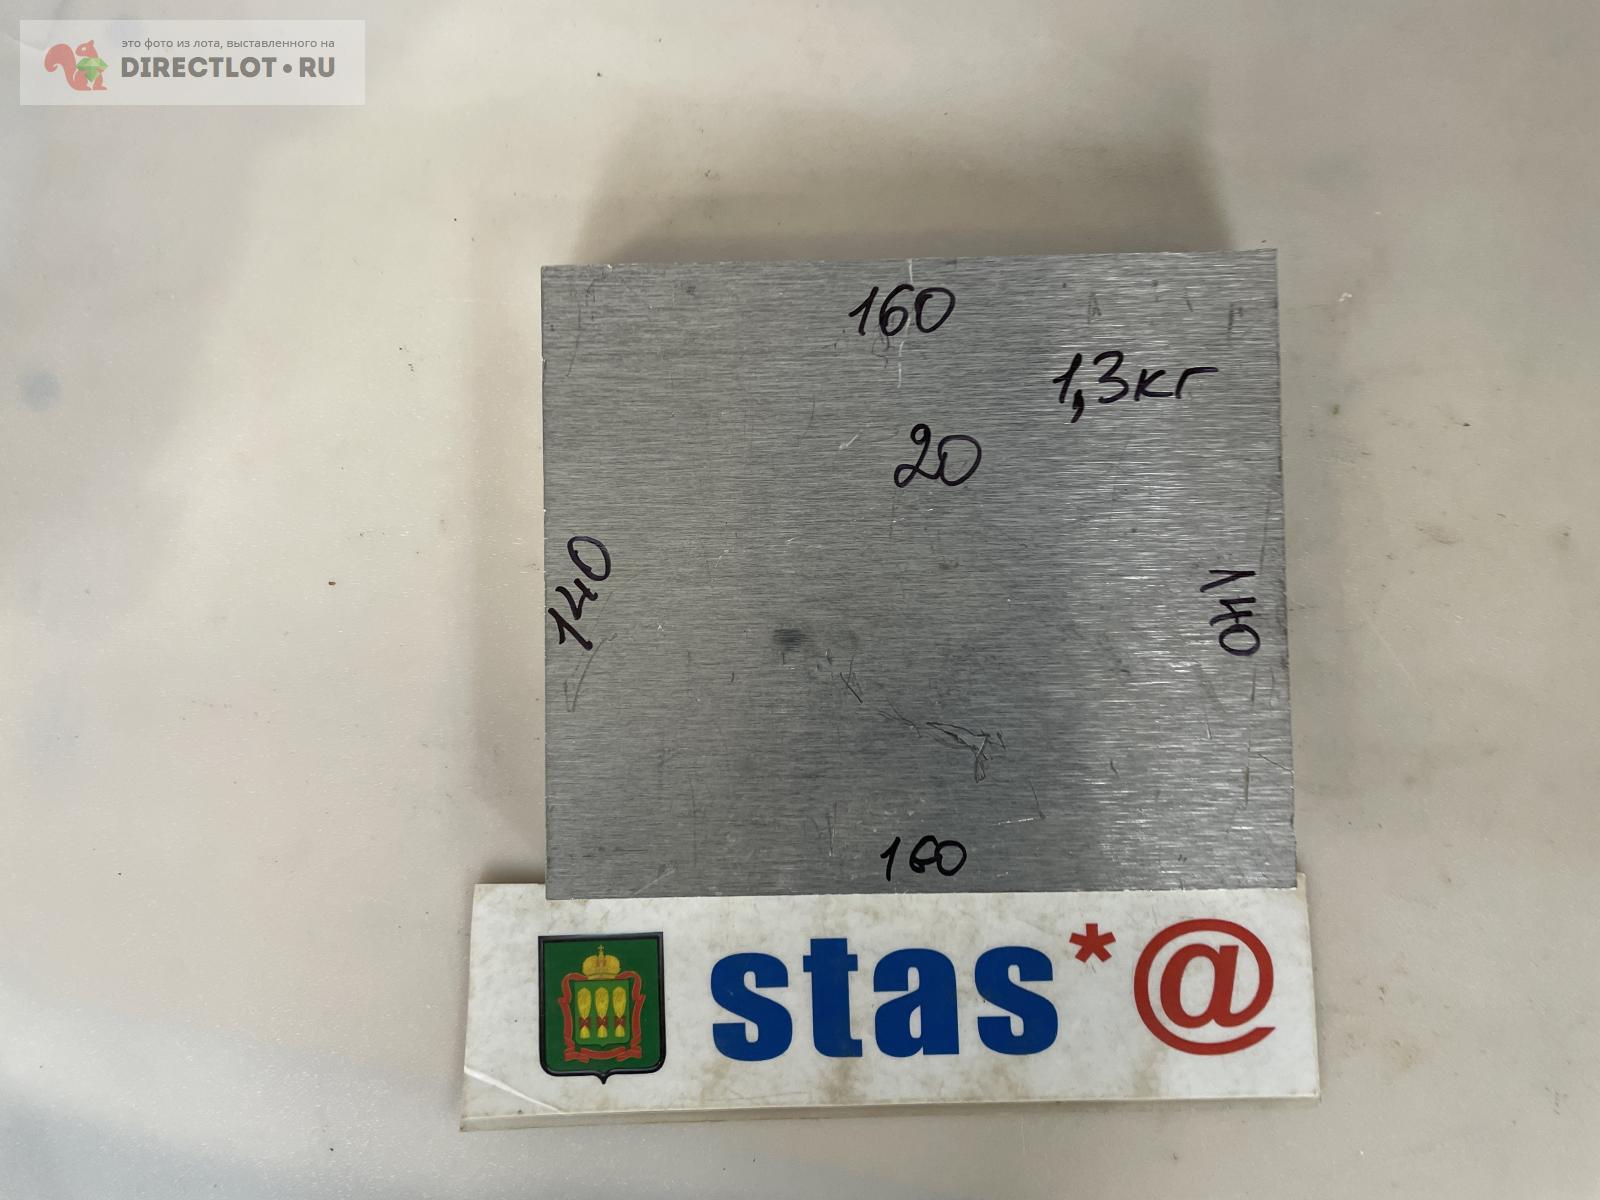 это фото из лота, выставленного на
DIRECTLOT•RU
160
1,3кг
20
140
140
160
stas*@